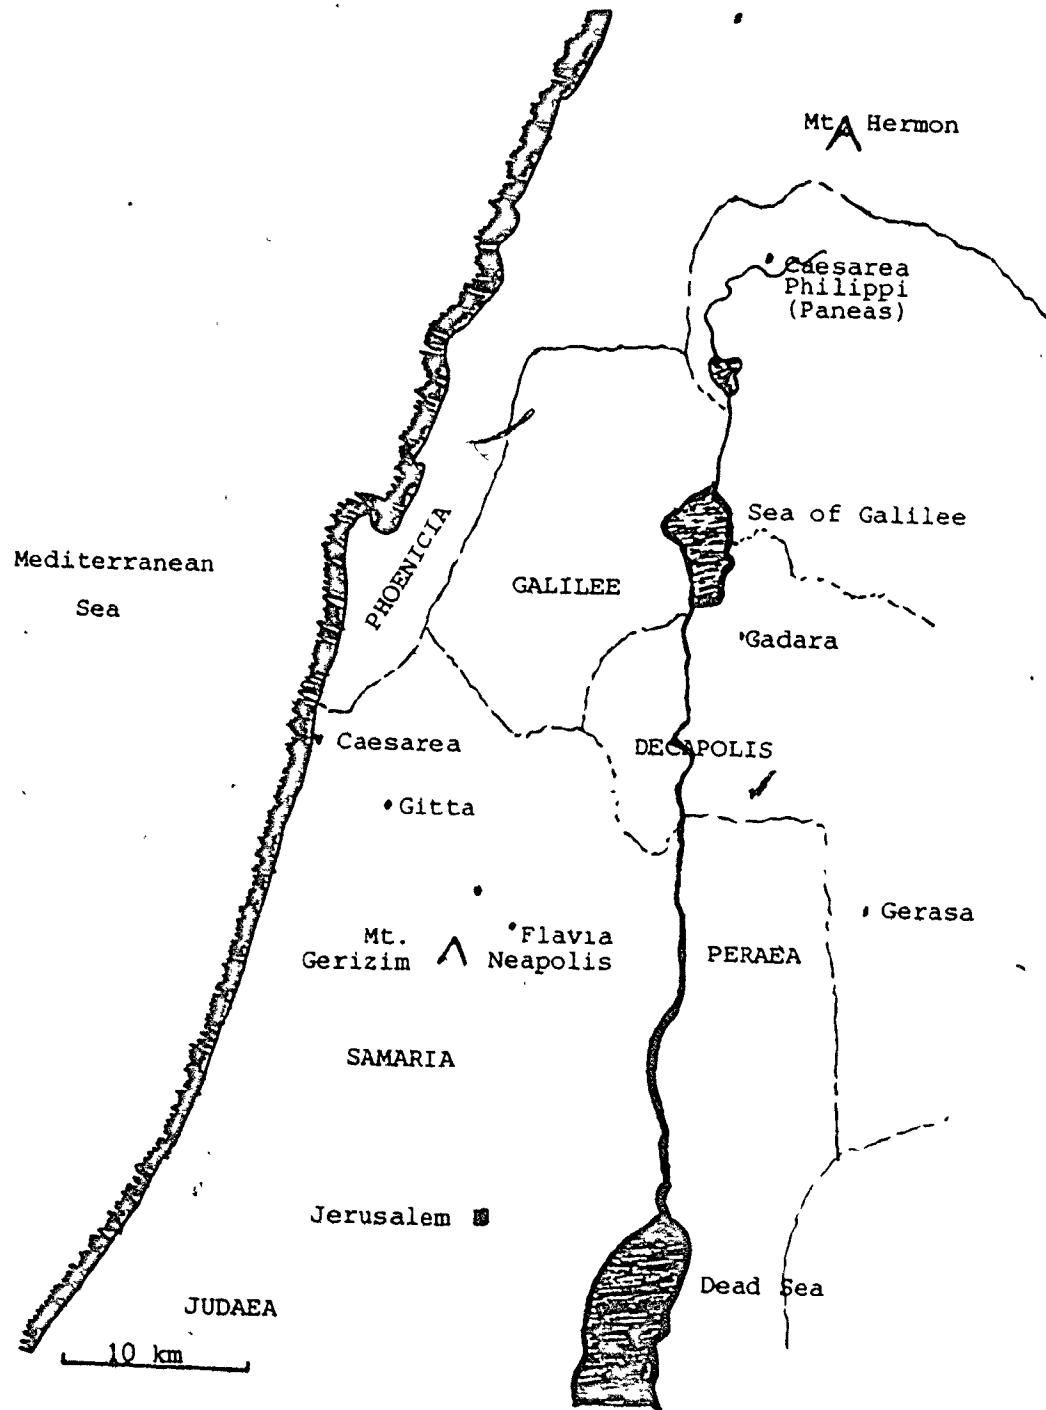 Mt. Hermon
Caesarea
Philippi
(Paneas)
Sea of Galilee
PHOENICIA
Mediterranean
Sea
GALILEE
Gadara
Caesarea
DECAPOLIS
Gitta
Gerasa
Mt.
Gerizim
Flavia
Neapolis
PERAEA
SAMARIA
Jerusalem
Dead Sea
JUDAEA
10 km